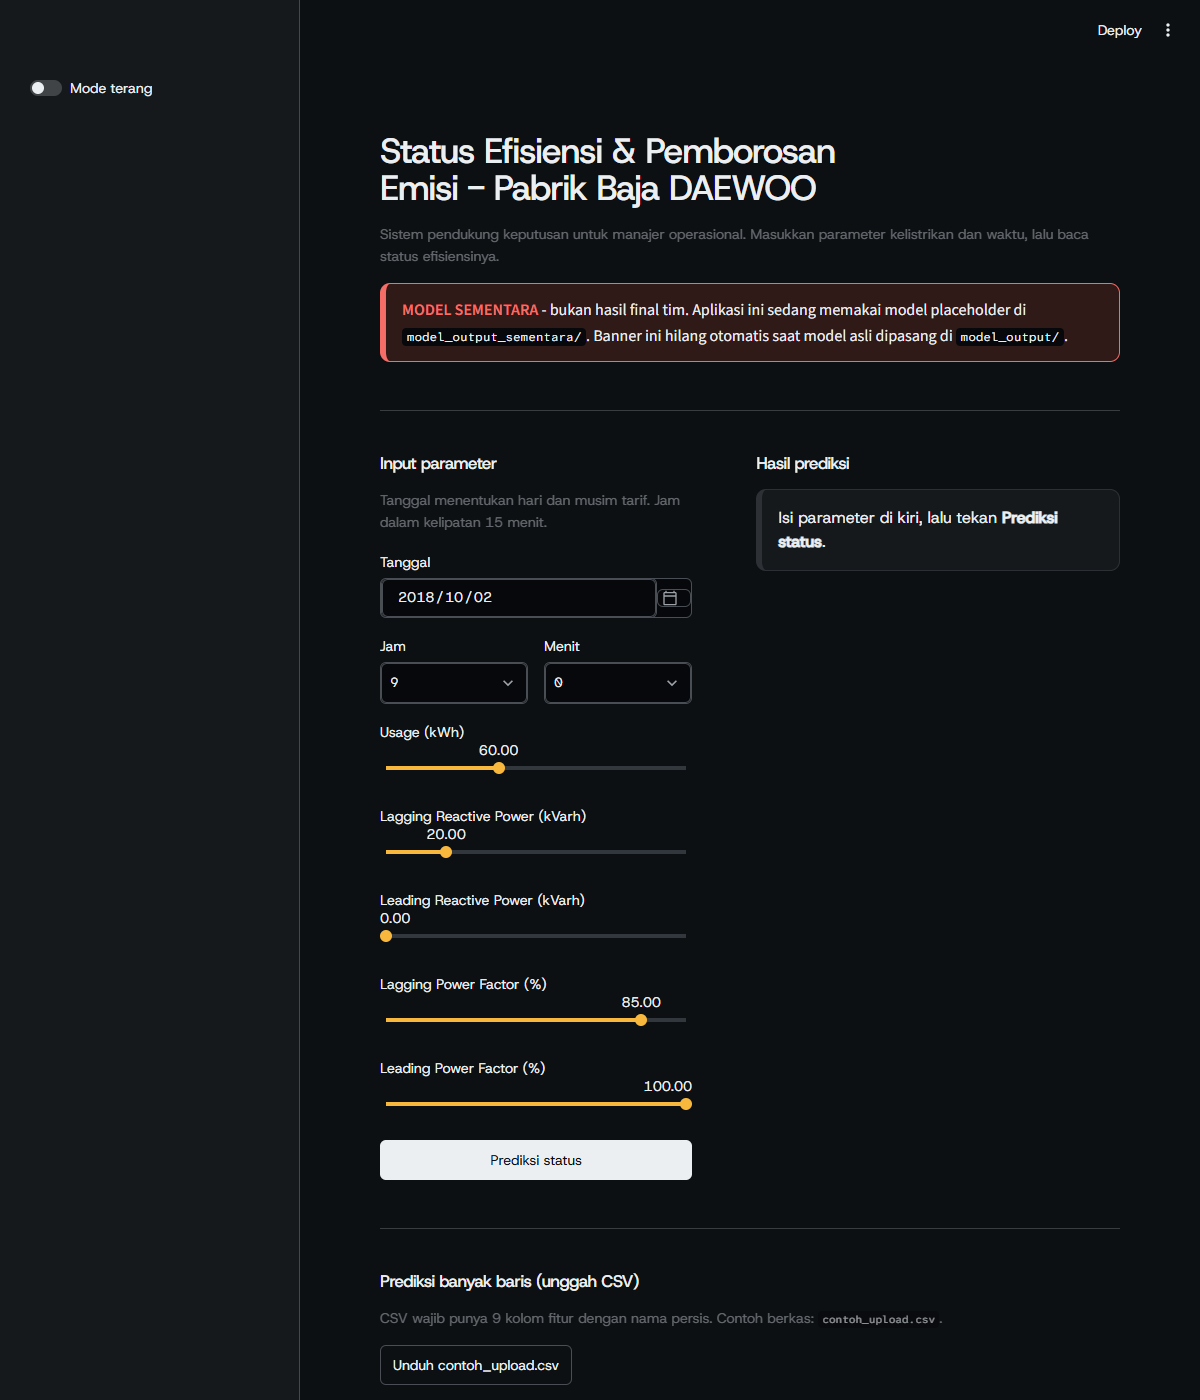 Deploy
Mode terang
Status Efisiensi & Pemborosan
Emisi – Pabrik Baja DAEWOO
Sistem pendukung keputusan untuk manajer operasional. Masukkan parameter kelistrikan dan waktu, lalu baca
status efisiensinya.
MODEL SEMENTARA - bukan hasil final tim. Aplikasi ini sedang memakai model placeholder di
model_output_sementara/ . Banner ini hilang otomatis saat model asli dipasang di model_output/ .
Input parameter
Tanggal menentukan hari dan musim tarif. Jam
dalam kelipatan 15 menit.
Tanggal
2018/10/02
Jam
Menit
9
0
Usage (kWh)
60.00
Lagging Reactive Power (kVarh)
20.00
Leading Reactive Power (kVarh)
0.00
Lagging Power Factor (%)
85.00
Leading Power Factor (%)
100.00
Prediksi status
Hasil prediksi
Isi parameter di kiri, lalu tekan Prediksi
status.
Prediksi banyak baris (unggah CSV)
CSV wajib punya 9 kolom fitur dengan nama persis. Contoh berkas: contoh_upload.csv .
Unduh contoh_upload.csv